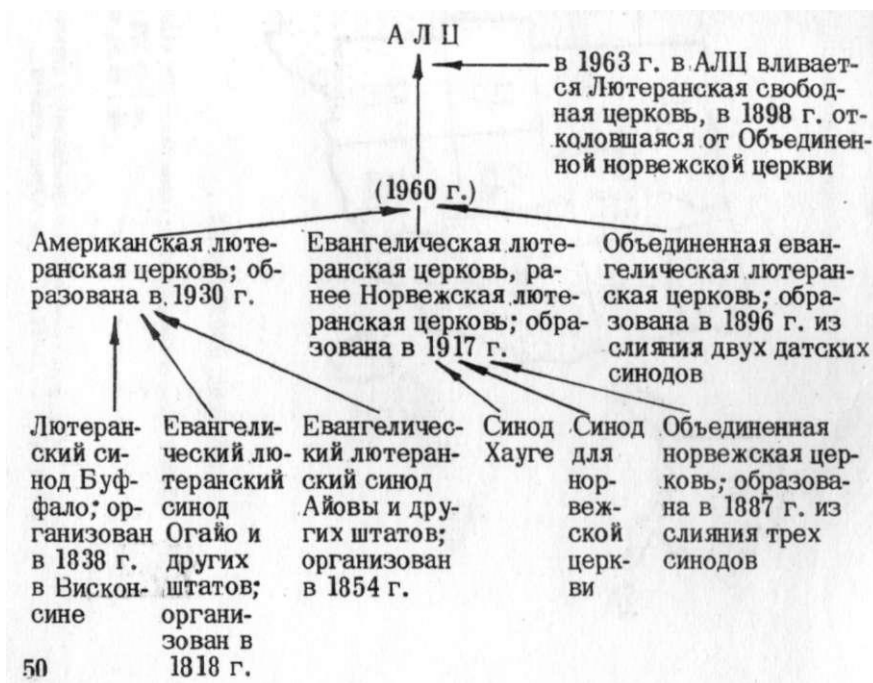 АЛЦ
в 1963 г. в АЛЦ вливает-
ся Лютеранская свобод-
ная церковь, в 1898 г. от-
коловшаяся от Объединен-
ной норвежской церкви
(1960 г.)
Американская люте-
ранская церковь; об-
разована в 1930 г.
Евангелическая люте-
ранская церковь, ра-
нее Норвежская люте-
ранская церковь; обра-
зована в 1917 г.
Объединенная еван-
гелическая лютеран-
ская церковь; обра-
зована в 1896 г. из
слияния двух датских
синодов
Лютеран-
ский си-
нод Буф-
фало; ор-
ганизован
в 1838 г.
в Вискон-
сине
Евангели-
ческий лю-
теранский
синод
Огайо и
других
штатов;
органи-
зован в
1818 г.
Евангеличес-
кий лютеран-
ский синод
Айовы и дру-
гих штатов;
организован
в 1854 г.
Синод
Хауге
Синод
для
нор-
веж-
ской
церк-
ви
Объединенная
норвежская цер-
ковь; образова-
на в 1887 г. из
слияния трех
синодов
50